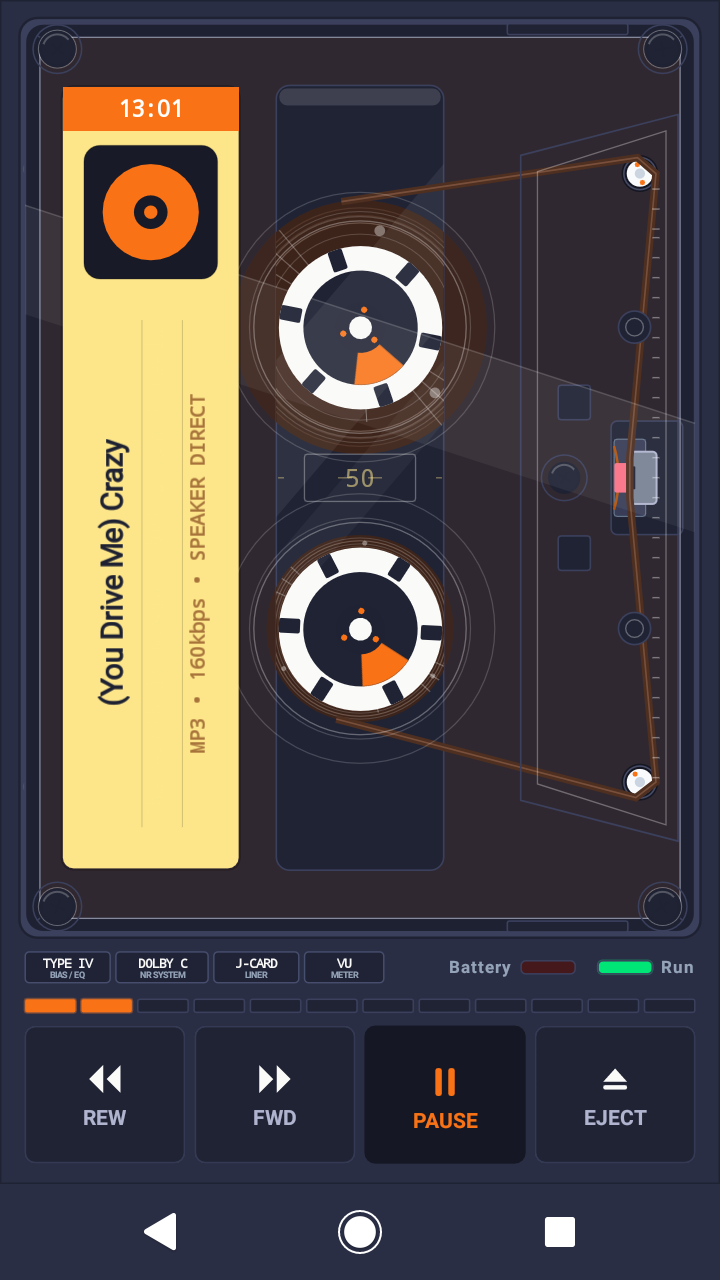 13:01
(You Drive Me) Crazy
MP3 • 160kbps • SPEAKER DIRECT
50
TYPE IV
BIAS / EQ
DOLBY C
NR SYSTEM
J-CARD
LINER
VU
METER
Battery
Run
REW
FWD
PAUSE
EJECT